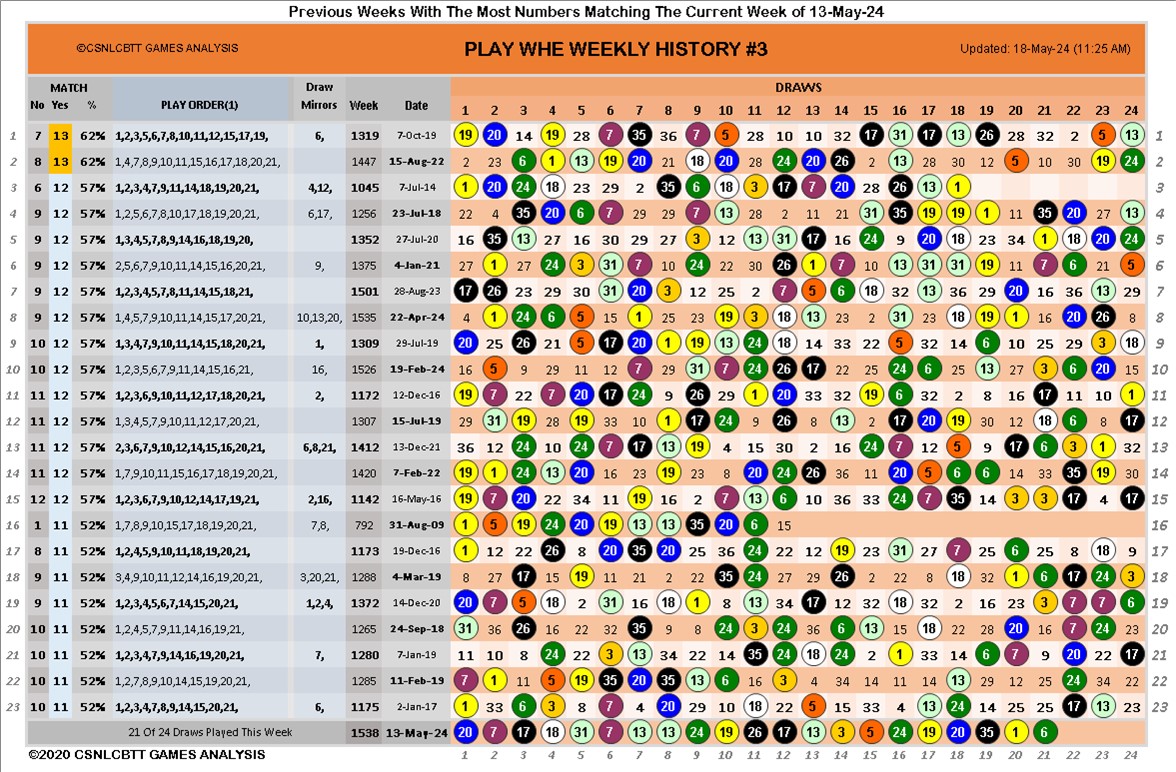 Previous Weeks With The Most Numbers Matching The Current Week of 13-May-24
©CSNLCBTT GAMES ANALYSIS PLAY WHE WEEKLY HISTORY #3 Updated: 18-May-24 (11:25 AM)
MATCH Draw DRAWS
No Yes % PLAY ORDER(1) Mirrors Week Date 1 2 3 4 5 6 7 8 9 10 11 12 13 14 15 16 17 18 19 20 21 22 23 24
1 7 13 62% 1,2,3,5,6,7,8,10,11,12,15,17,19, 6, 1319 7-Oct-19 19 20 14 19 28 7 35 36 7 5 28 10 10 32 17 31 17 13 26 28 32 2 5 13 1
2 8 13 62% 1,4,7,8,9,10,11,15,16,17,18,20,21, 1447 15-Aug-22 2 23 6 1 13 19 20 21 18 20 28 24 20 26 2 13 28 30 12 5 10 30 19 24 2
3 6 12 57% 1,2,3,4,7,9,11,14,18,19,20,21, 4,12, 1045 7-Jul-14 1 20 24 18 23 29 2 35 6 18 3 17 7 20 28 26 13 1 3
4 9 12 57% 1,2,5,6,7,8,10,17,18,19,20,21, 6,17, 1256 23-Jul-18 22 4 35 20 6 7 29 29 7 13 28 2 11 21 31 35 19 19 1 11 35 20 27 13 4
5 9 12 57% 1,3,4,5,7,8,9,14,16,18,19,20, 1352 27-Jul-20 16 35 13 27 16 30 29 27 3 12 13 31 17 16 24 9 20 18 23 34 1 18 20 24 5
6 9 12 57% 2,5,6,7,9,10,11,14,15,16,20,21, 9, 1375 4-Jan-21 27 1 27 24 3 31 7 10 24 22 30 26 1 7 10 13 31 31 19 11 7 6 21 5 6
7 9 12 57% 1,2,3,4,5,7,8,11,14,15,18,21, 1501 28-Aug-23 17 26 23 29 30 31 20 3 12 25 2 7 5 6 18 32 13 36 29 20 16 36 13 29 7
8 9 12 57% 1,4,5,7,9,10,11,14,15,17,20,21, 10,13,20, 1535 22-Apr-24 4 1 24 6 5 15 1 25 23 19 3 18 13 23 2 31 23 18 19 1 16 20 26 8 8
9 10 12 57% 1,3,4,7,9,10,11,14,15,18,20,21, 1, 1309 29-Jul-19 20 25 26 21 5 17 20 1 19 13 24 18 14 33 22 5 32 14 6 10 25 29 3 18 9
10 10 12 57% 1,2,3,5,6,7,9,11,14,15,16,21, 16, 1526 19-Feb-24 16 5 9 29 11 12 7 29 31 7 24 26 17 22 25 24 6 25 13 27 3 6 20 15 10
11 11 12 57% 1,2,3,6,9,10,11,12,17,18,20,21, 2, 1172 12-Dec-16 19 7 22 7 20 17 24 9 26 29 1 20 33 32 19 6 32 2 8 16 17 11 10 1 11
12 11 12 57% 1,3,4,5,7,8,9,10,11,12,17,20, 1307 15-Jul-19 29 31 19 28 19 33 10 1 17 24 9 26 8 13 14 17 20 19 30 12 18 6 8 17 12
13 11 12 57% 2,3,6,7,9,10,12,14,15,16,20,21, 6,8,21, 1412 13-Dec-21 36 12 24 10 24 7 17 13 19 4 15 30 2 16 24 7 12 5 9 17 6 3 1 32 13
14 11 12 57% 1,7,9,10,11,15,16,17,18,19,20,21, 1420 7-Feb-22 19 1 24 13 20 16 23 19 23 8 20 24 26 36 11 20 5 6 6 14 33 35 19 30 14
15 12 12 57% 1,2,3,6,7,9,10,12,14,17,19,21, 2,16, 1142 16-May-16 19 7 20 22 34 11 19 16 2 7 13 6 10 36 33 24 7 35 14 3 3 17 4 17 15
16 1 11 52% 1,7,8,9,10,15,17,18,19,20,21, 7,8, 792 31-Aug-09 1 5 19 24 20 19 13 13 35 20 6 15 16
17 8 11 52% 1,2,4,5,9,10,11,18,19,20,21, 1173 19-Dec-16 1 12 22 26 8 20 35 20 25 36 24 22 12 19 23 31 27 7 25 6 25 8 18 9 17
18 9 11 52% 3,4,9,10,11,12,14,16,19,20,21, 3,20,21, 1288 4-Mar-19 8 27 17 15 19 11 21 2 22 35 24 27 29 26 2 22 8 18 32 1 6 17 24 3 18
19 9 11 52% 1,2,3,4,5,6,7,14,15,20,21, 1,2,4, 1372 14-Dec-20 20 7 5 18 2 31 16 18 1 8 13 34 17 12 32 18 32 2 16 23 3 7 7 6 19
20 10 11 52% 1,2,4,5,7,9,11,14,16,19,21, 1265 24-Sep-18 31 36 26 16 22 7 35 9 8 24 3 24 36 6 13 15 18 22 28 20 16 7 24 23 20
21 10 11 52% 1,2,3,4,7,9,14,16,19,20,21, 7, 1280 7-Jan-19 11 10 8 24 22 3 13 34 22 14 35 24 18 24 2 1 33 14 6 7 9 20 22 17 21
22 10 11 52% 1,2,7,8,9,10,14,15,19,20,21, 1285 11-Feb-19 7 1 11 5 19 35 20 35 13 6 16 3 4 34 21 14 18 14 13 29 12 22 24 34 22 22
23 10 11 52% 1,3,4,7,8,9,14,15,20,21, 6, 1175 2-Jan-17 1 33 6 3 8 7 4 20 29 10 18 22 5 15 33 4 13 24 14 25 25 17 13 23 23
21 Of 24 Draws Played This Week 1538 13-May-24 20 7 17 18 31 7 13 13 24 19 26 17 13 3 5 24 19 20 35 1 6
©2020 CSNLCBTT GAMES ANALYSIS 1 2 3 4 5 6 7 8 9 10 11 12 13 14 15 16 17 18 19 20 21 22 23 24